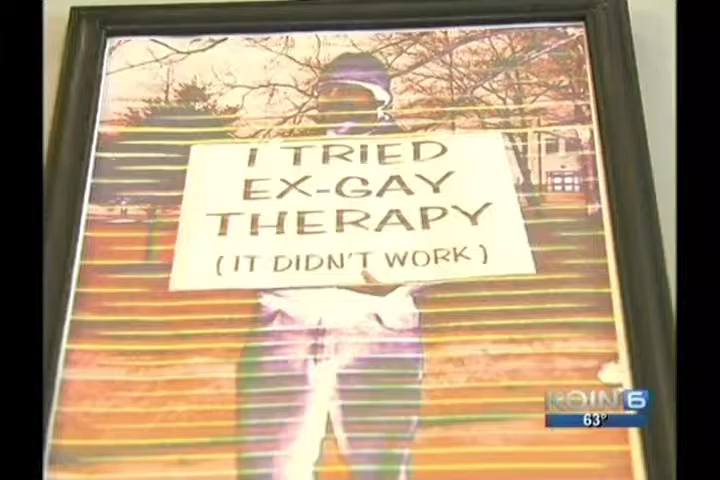 I TRIED
EX-GAY
THERAPY
(IT DIDN'T WORK)
KOIN 6
63°